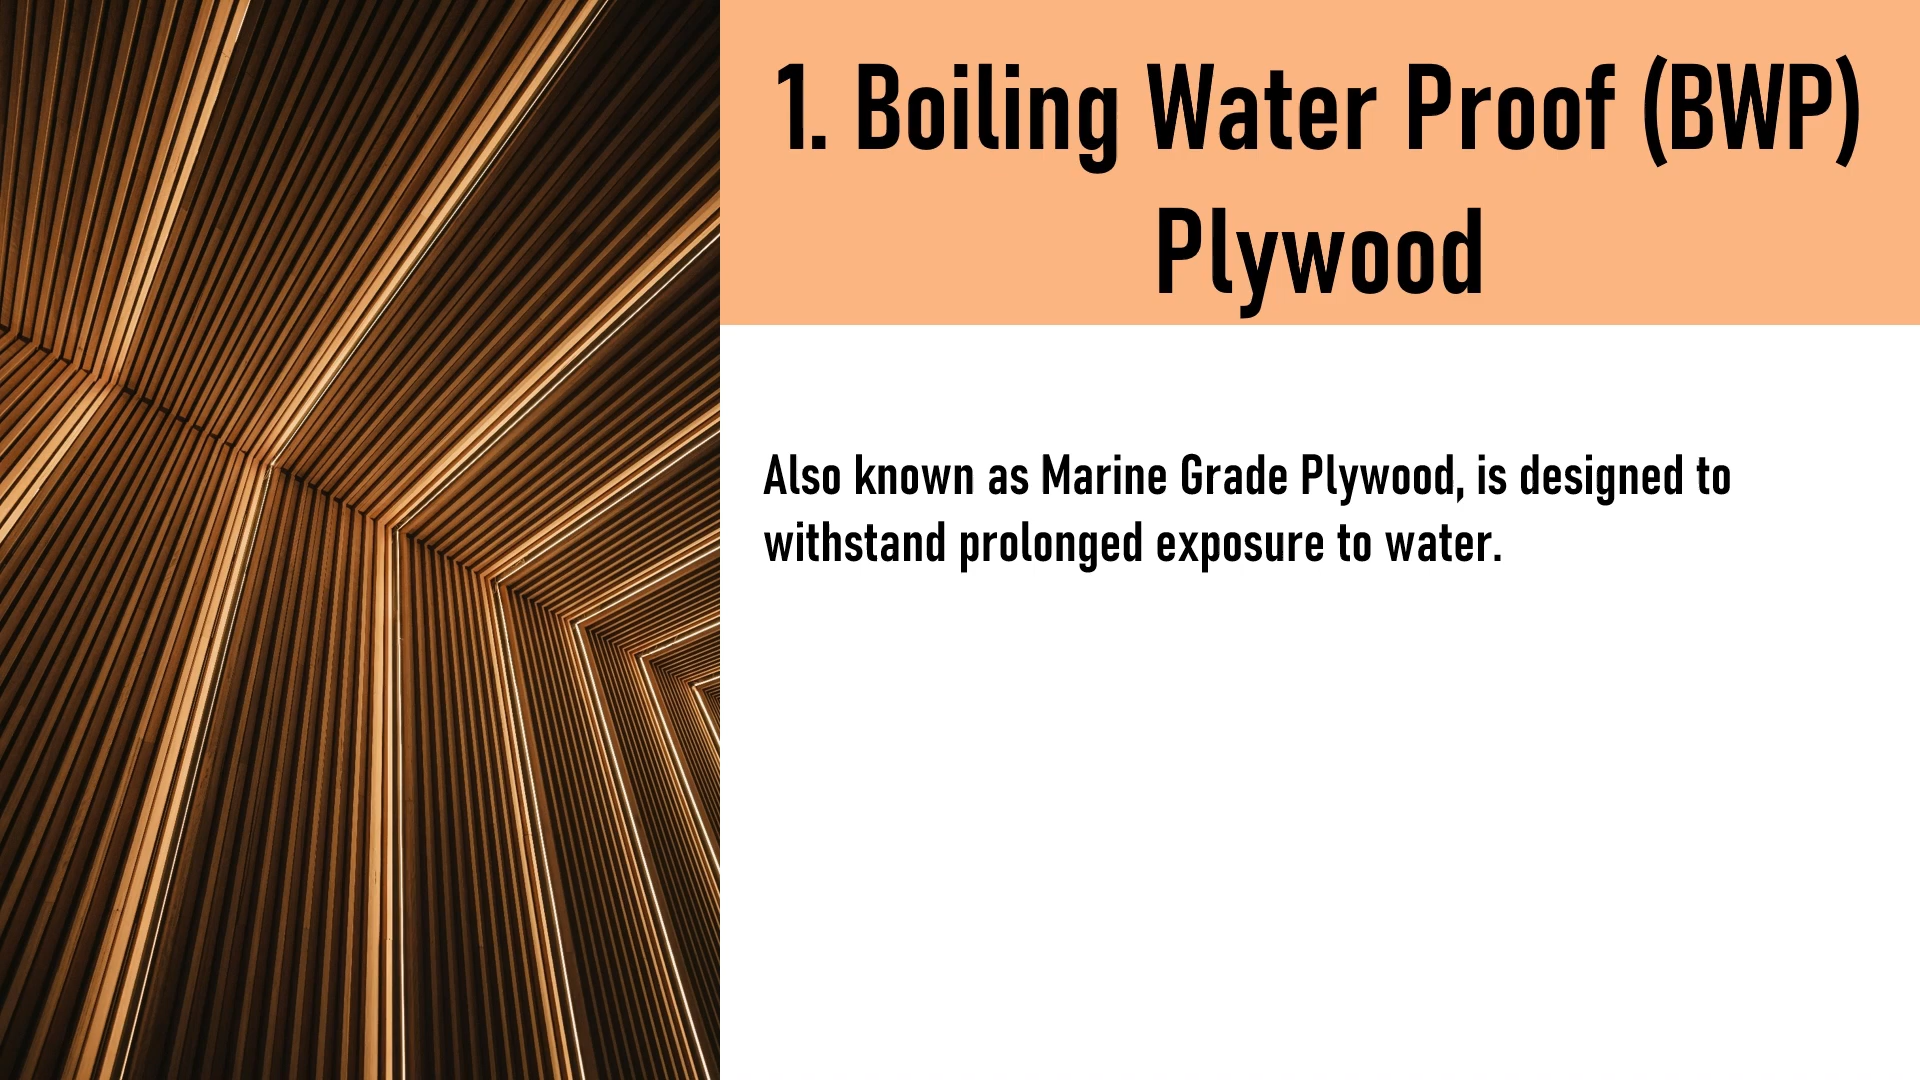 1. Boiling Water Proof (BWP)
Plywood
Also known as Marine Grade Plywood, is designed to
withstand prolonged exposure to water.